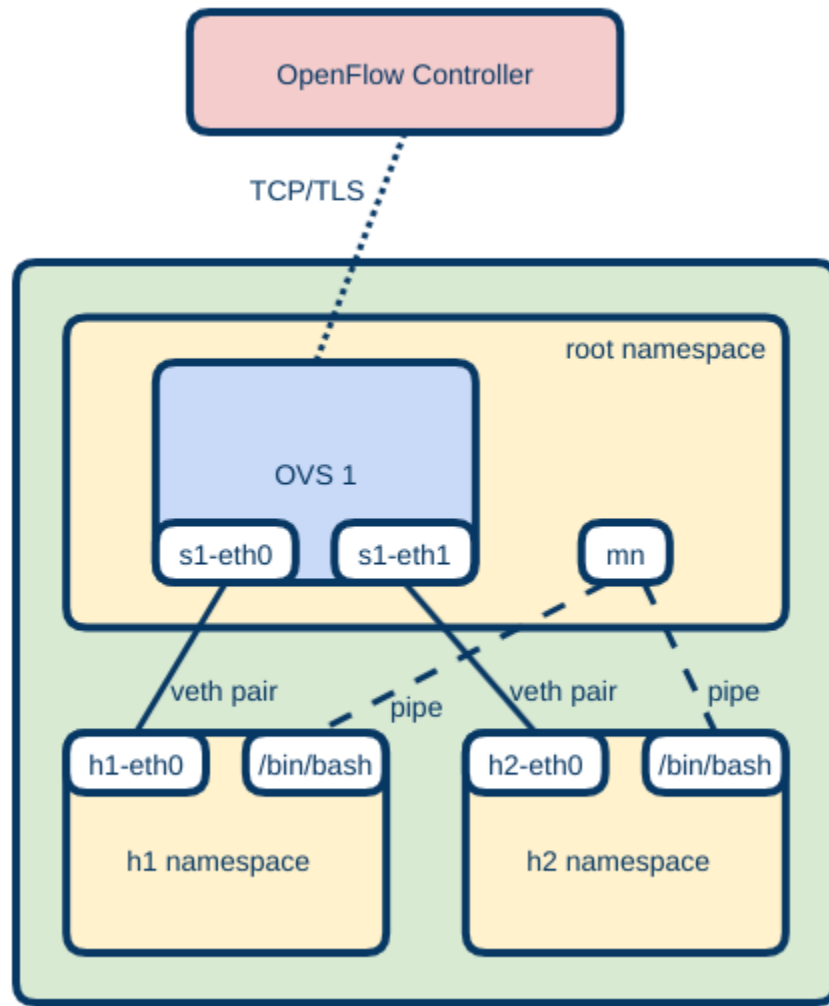 OpenFlow Controller
TCP/TLS
root namespace
OVS 1
s1-eth0
s1-eth1
mn
veth pair
pipe
veth pair
pipe
h1-eth0
/bin/bash
h2-eth0
/bin/bash
h1 namespace
h2 namespace